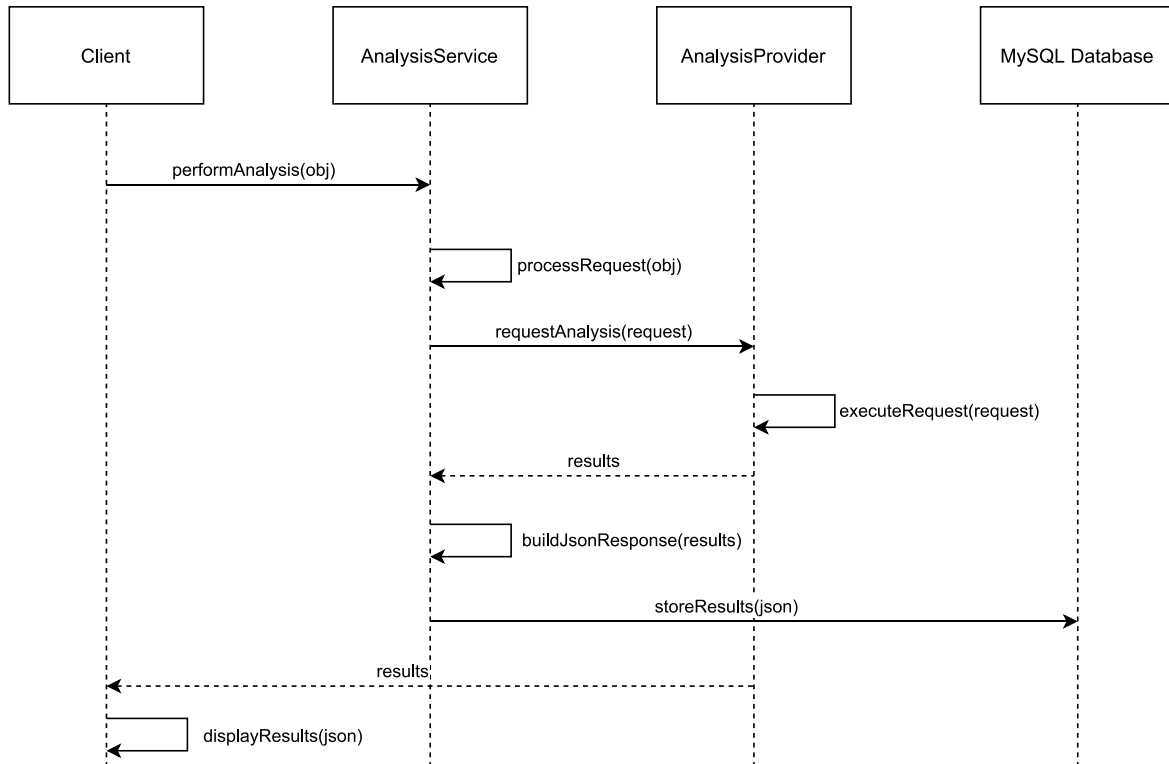 Client
AnalysisService
AnalysisProvider
MySQL Database
performAnalysis(obj)
processRequest(obj)
requestAnalysis(request)
executeRequest(request)
results
buildJsonResponse(results)
storeResults(json)
results
displayResults(json)